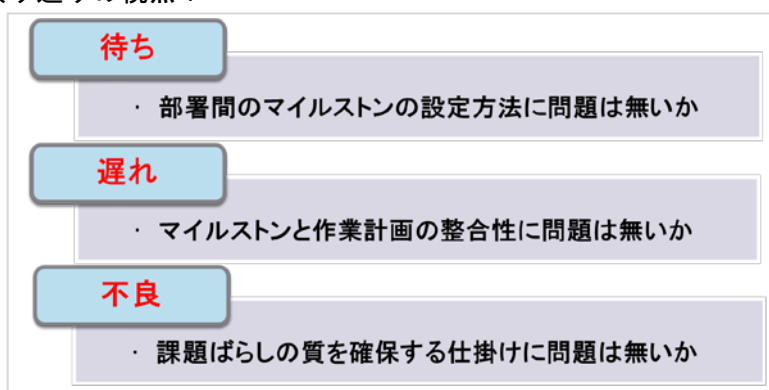 待ち
・ 部署間のマイルストンの設定方法に問題は無いか
遅れ
・ マイルストンと作業計画の整合性に問題は無いか
不良
・ 課題ばらしの質を確保する仕掛けに問題は無いか